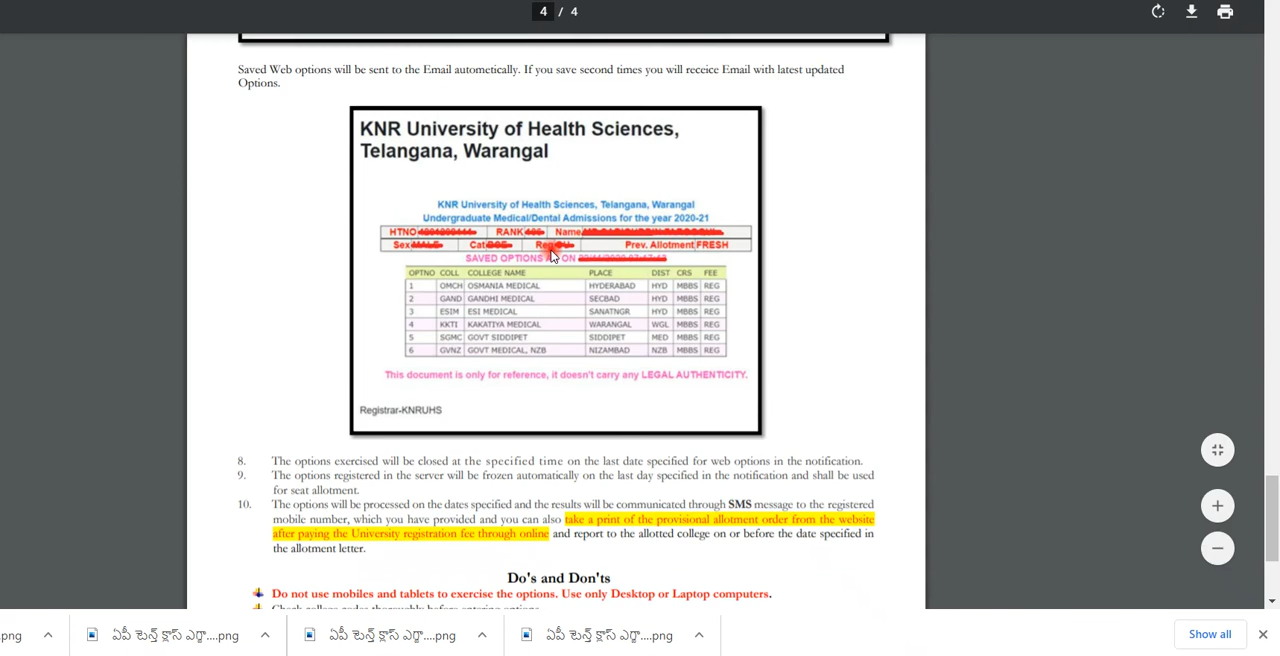 4 / 4
Saved Web options will be sent to the Email autometically. If you save second times you will receice Email with latest updated
Options.
KNR University of Health Sciences,
Telangana, Warangal
KNR University of Health Sciences, Telangana, Warangal
Undergraduate Medical/Dental Admissions for the year 2020-21
HTNO RANK Name
Sex Cat Prev. Allotment FRESH
SAVED OPTIONS ON
OPTNO COLL COLLEGE NAME PLACE DIST CRS FEE
1 OMCH OSMANIA MEDICAL HYDERABAD HYD MBBS REG
2 GAND GANDHI MEDICAL SECBAD HYD MBBS REG
3 ESIM ESI MEDICAL SANATNGR HYD MBBS REG
4 KKTI KAKATIYA MEDICAL WARANGAL WGL MBBS REG
5 SGMC GOVT SIDDIPET SIDDIPET MED MBBS REG
6 GVNZ GOVT MEDICAL, NZB NIZAMBAD NZB MBBS REG
This document is only for reference, it doesn't carry any LEGAL AUTHENTICITY.
Registrar-KNRUHS
8. The options exercised will be closed at the specified time on the last date specified for web options in the notification.
9. The options registered in the server will be frozen automatically on the last day specified in the notification and shall be used
for seat allotment.
10. The options will be processed on the dates specified and the results will be communicated through SMS message to the registered
mobile number, which you have provided and you can also take a print of the provisional allotment order from the website
after paying the University registration fee through online and report to the allotted college on or before the date specified in
the allotment letter.
Do's and Don'ts
Do not use mobiles and tablets to exercise the options. Use only Desktop or Laptop computers.
.png ఏపీ టెన్త్ క్లాస్ ఎగ్జా....png ఏపీ టెన్త్ క్లాస్ ఎగ్జా....png ఏపీ టెన్త్ క్లాస్ ఎగ్జా....png Show all